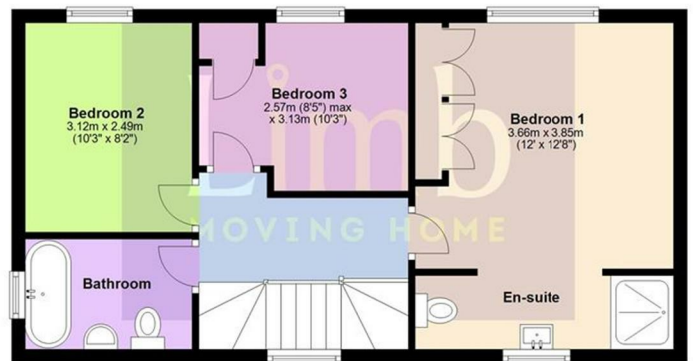 Bedroom 2
3.12m x 2.49m
(10'3" x 8'2")
Bedroom 3
2.57m (8'5") max
x 3.13m (10'3")
Bedroom 1
3.66m x 3.85m
(12' x 12'8")
Limb
MOVING HOME
Bathroom
En-suite